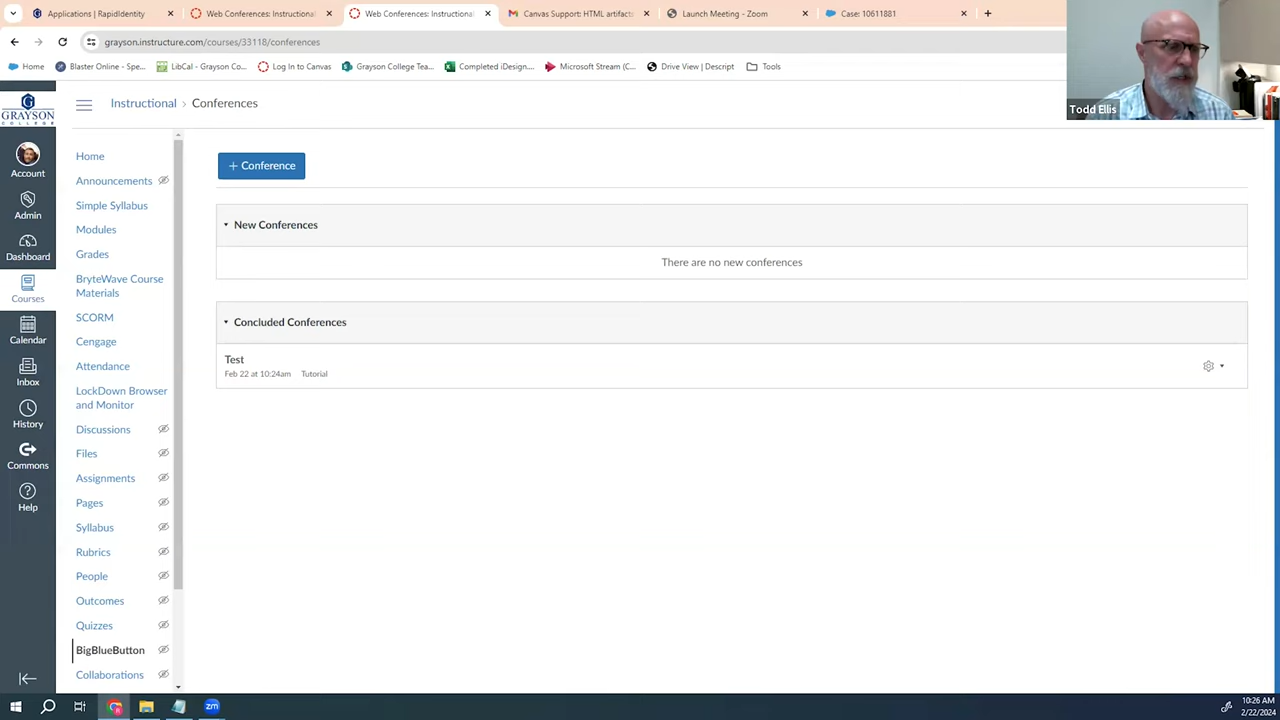 Applications | RapidIdentity
Web Conferences: Instructional
Web Conferences: Instructional
Canvas Support: HTML artifacts
Launch Meeting - Zoom
Case: 10611881
grayson.instructure.com/courses/33118/conferences
Home
Blaster Online - Spe...
LibCal - Grayson Co...
Log In to Canvas
Grayson College Tea...
Completed iDesign...
Microsoft Stream (C...
Drive View | Descript
Tools
Todd Ellis
GRAYSON
COLLEGE
Account
Admin
Dashboard
Courses
Calendar
Inbox
History
Commons
Help
Instructional › Conferences
Home
Announcements
Simple Syllabus
Modules
Grades
BryteWave Course
Materials
SCORM
Cengage
Attendance
LockDown Browser
and Monitor
Discussions
Files
Assignments
Pages
Syllabus
Rubrics
People
Outcomes
Quizzes
BigBlueButton
Collaborations
+ Conference
New Conferences
There are no new conferences
Concluded Conferences
Test
Feb 22 at 10:24am Tutorial
zm
10:26 AM
2/22/2024